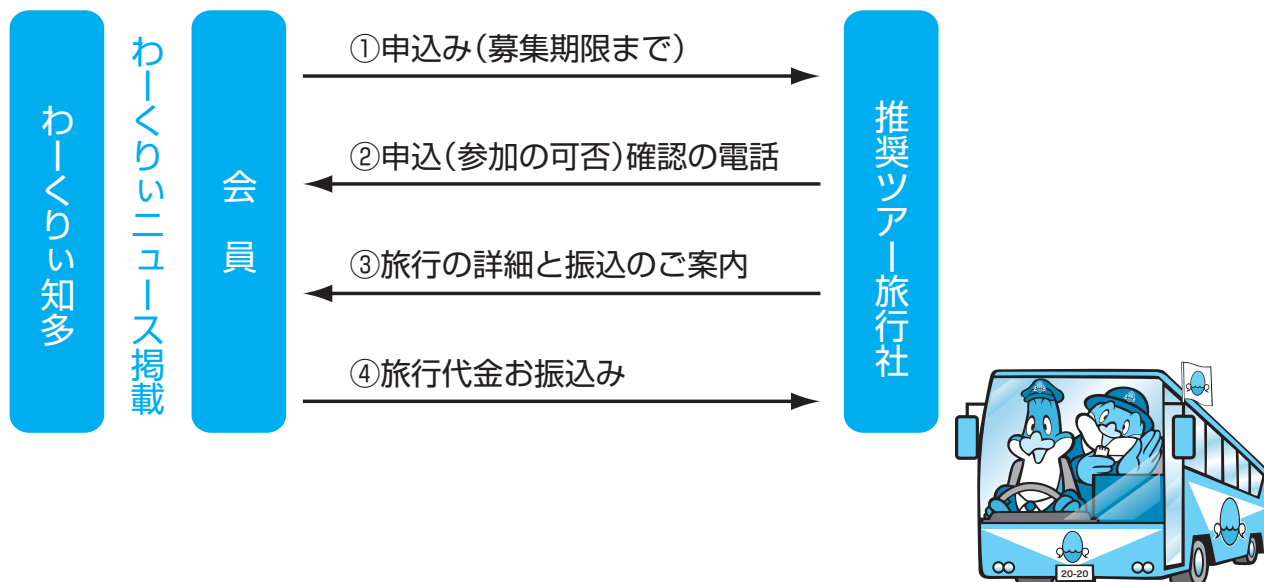 わーくりぃ知多
わーくりぃニュース掲載
会員
①申込み(募集期限まで)
②申込(参加の可否)確認の電話
③旅行の詳細と振込のご案内
④旅行代金お振込み
推奨ツアー旅行社
20-20